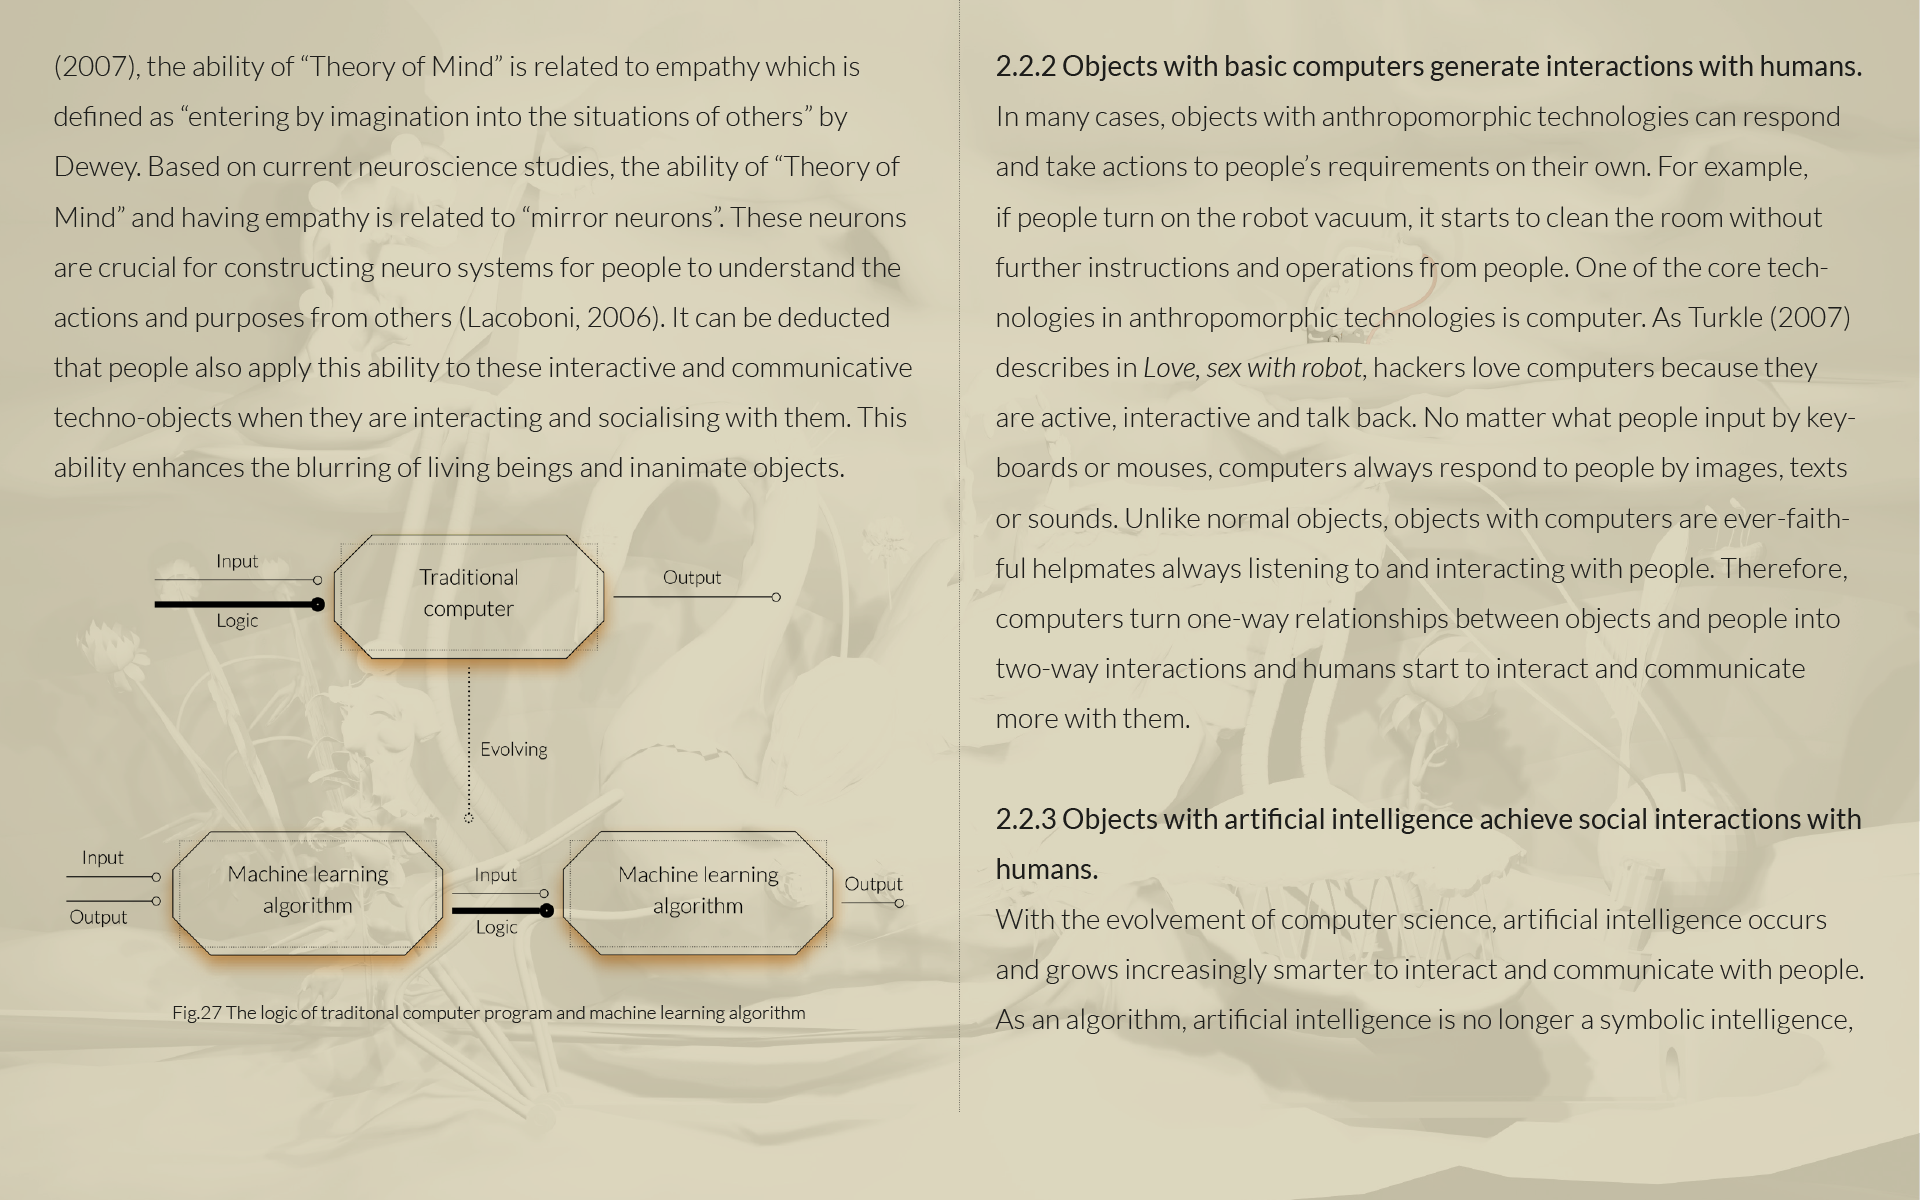 (2007), the ability of “Theory of Mind” is related to empathy which is
defined as “entering by imagination into the situations of others” by
Dewey. Based on current neuroscience studies, the ability of “Theory of
Mind” and having empathy is related to “mirror neurons”. These neurons
are crucial for constructing neuro systems for people to understand the
actions and purposes from others (Lacoboni, 2006). It can be deducted
that people also apply this ability to these interactive and communicative
techno-objects when they are interacting and socialising with them. This
ability enhances the blurring of living beings and inanimate objects.
Input
Logic
Traditional
computer
Output
Evolving
Input
Output
Machine learning
algorithm
Input
Logic
Machine learning
algorithm
Output
Fig.27 The logic of traditonal computer program and machine learning algorithm
2.2.2 Objects with basic computers generate interactions with humans.
In many cases, objects with anthropomorphic technologies can respond
and take actions to people’s requirements on their own. For example,
if people turn on the robot vacuum, it starts to clean the room without
further instructions and operations from people. One of the core tech-
nologies in anthropomorphic technologies is computer. As Turkle (2007)
describes in Love, sex with robot, hackers love computers because they
are active, interactive and talk back. No matter what people input by key-
boards or mouses, computers always respond to people by images, texts
or sounds. Unlike normal objects, objects with computers are ever-faith-
ful helpmates always listening to and interacting with people. Therefore,
computers turn one-way relationships between objects and people into
two-way interactions and humans start to interact and communicate
more with them.
2.2.3 Objects with artificial intelligence achieve social interactions with
humans.
With the evolvement of computer science, artificial intelligence occurs
and grows increasingly smarter to interact and communicate with people.
As an algorithm, artificial intelligence is no longer a symbolic intelligence,